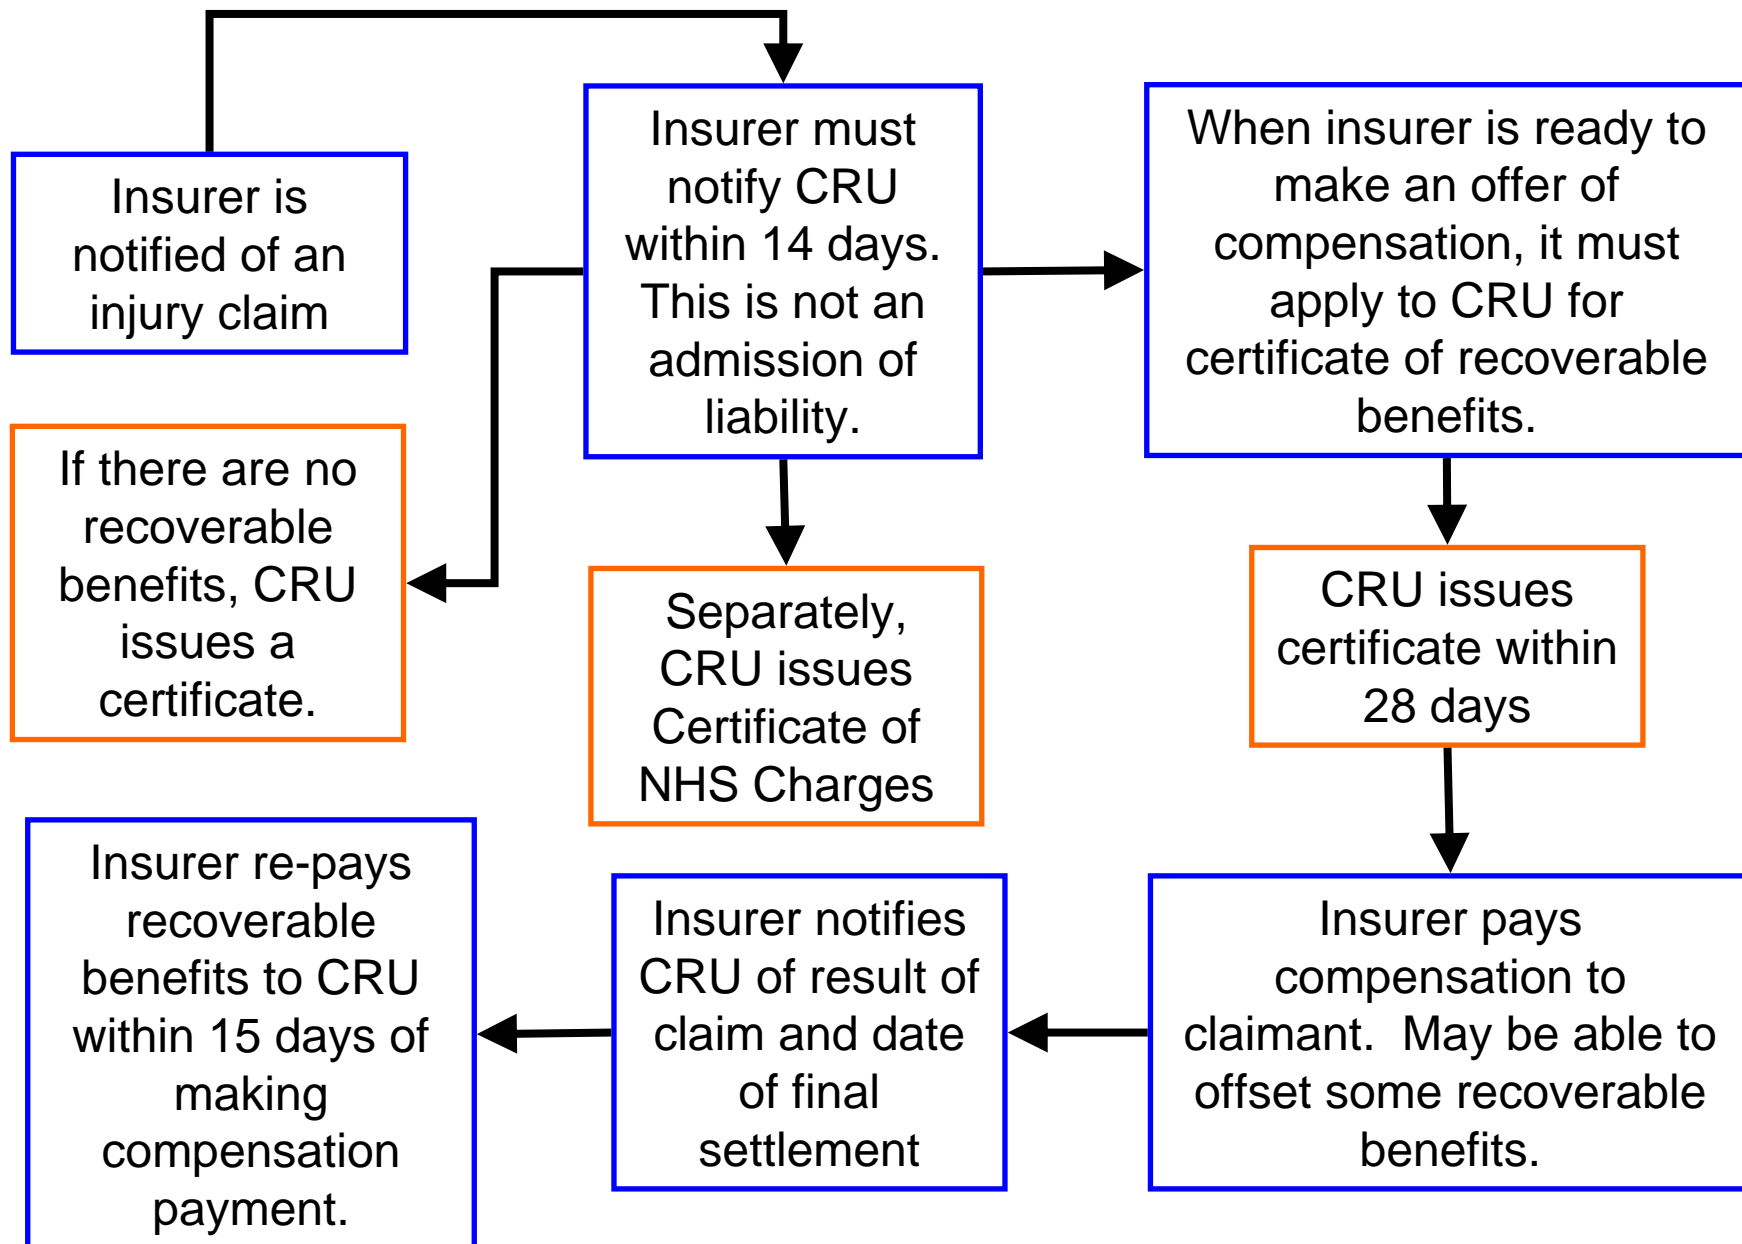 Insurer is
notified of an
injury claim
Insurer must
notify CRU
within 14 days.
This is not an
admission of
liability.
When insurer is ready to
make an offer of
compensation, it must
apply to CRU for
certificate of recoverable
benefits.
If there are no
recoverable
benefits, CRU
issues a
certificate.
Separately,
CRU issues
Certificate of
NHS Charges
CRU issues
certificate within
28 days
Insurer re-pays
recoverable
benefits to CRU
within 15 days of
making
compensation
payment.
Insurer notifies
CRU of result of
claim and date
of final
settlement
Insurer pays
compensation to
claimant.  May be able to
offset some recoverable
benefits.